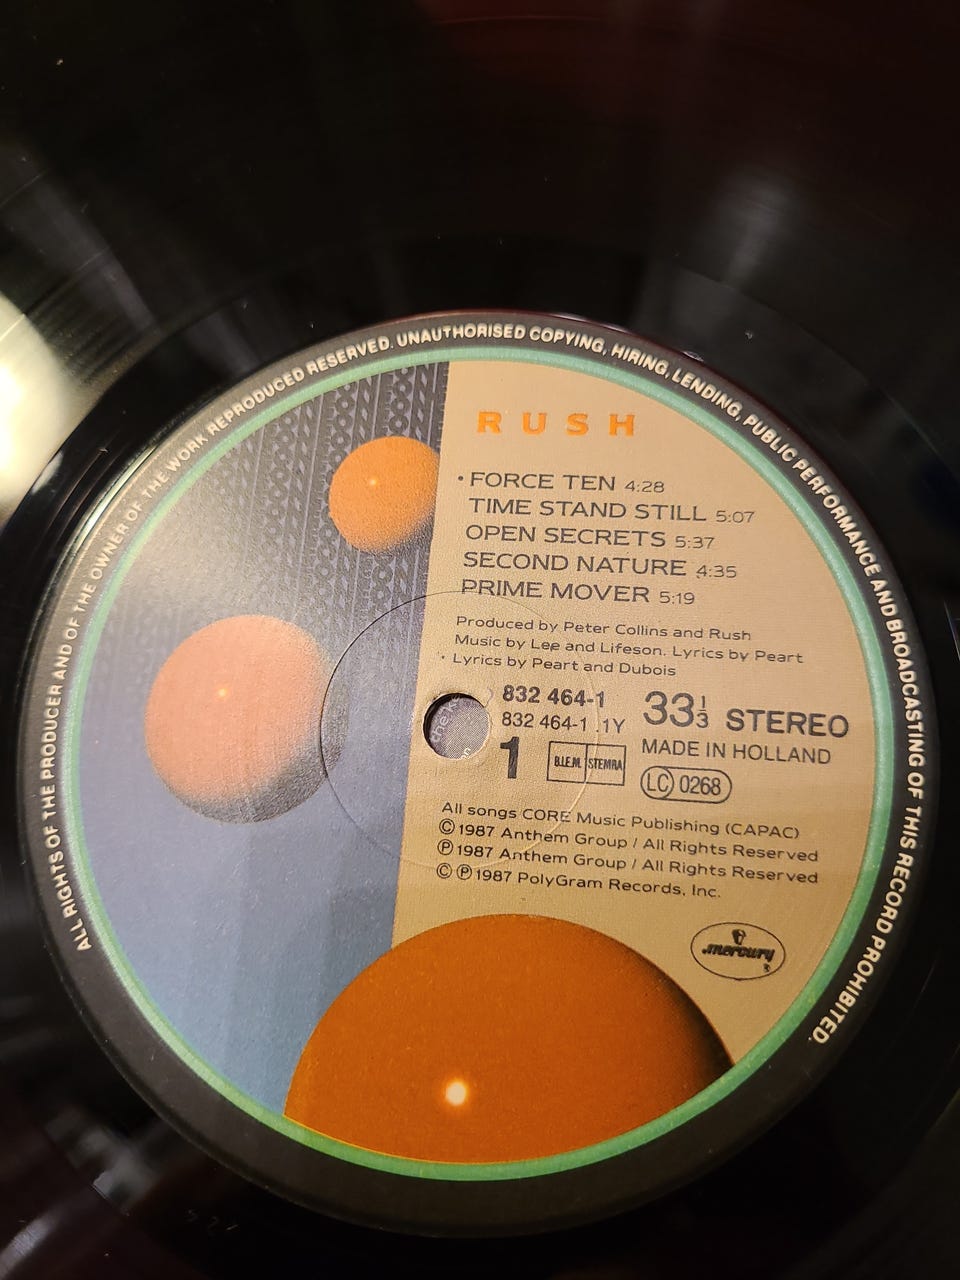 ALL RIGHTS OF THE PRODUCER AND OF THE OWNER OF THE WORK REPRODUCED RESERVED. UNAUTHORISED COPYING, HIRING, LENDING, PUBLIC PERFORMANCE AND BROADCASTING OF THIS RECORD PROHIBITED.
RUSH
• FORCE TEN 4:28
TIME STAND STILL 5:07
OPEN SECRETS 5:37
SECOND NATURE 4:35
PRIME MOVER 5:19
Produced by Peter Collins and Rush
Music by Lee and Lifeson. Lyrics by Peart
• Lyrics by Peart and Dubois
832 464-1
832 464-1 .1Y
1
B.I.E.M. STEMRA
33 1/3 STEREO
MADE IN HOLLAND
LC 0268
All songs CORE Music Publishing (CAPAC)
© 1987 Anthem Group / All Rights Reserved
℗ 1987 Anthem Group / All Rights Reserved
© ℗ 1987 PolyGram Records, Inc.
mercury
®